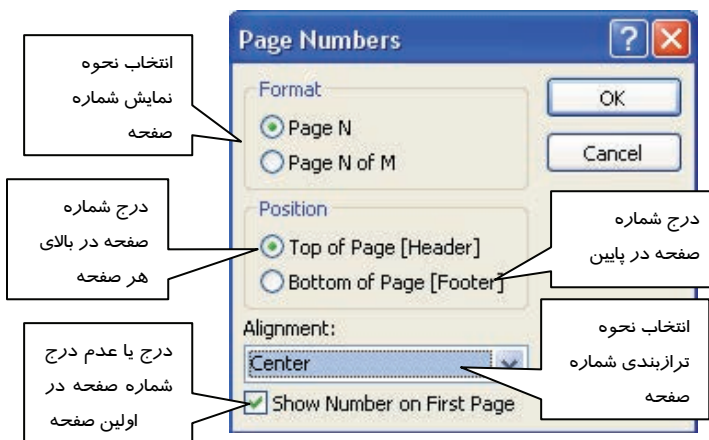 Page Numbers
انتخاب نحوه
نمایش شماره
صفحه
Format
Page N
Page N of M
OK
Cancel
درج شماره
صفحه در بالای
هر صفحه
Position
Top of Page [Header]
Bottom of Page [Footer]
درج شماره
صفحه در پایین
Alignment:
Center
انتخاب نحوه
ترازبندی شماره
صفحه
درج یا عدم درج
شماره صفحه در
اولین صفحه
Show Number on First Page